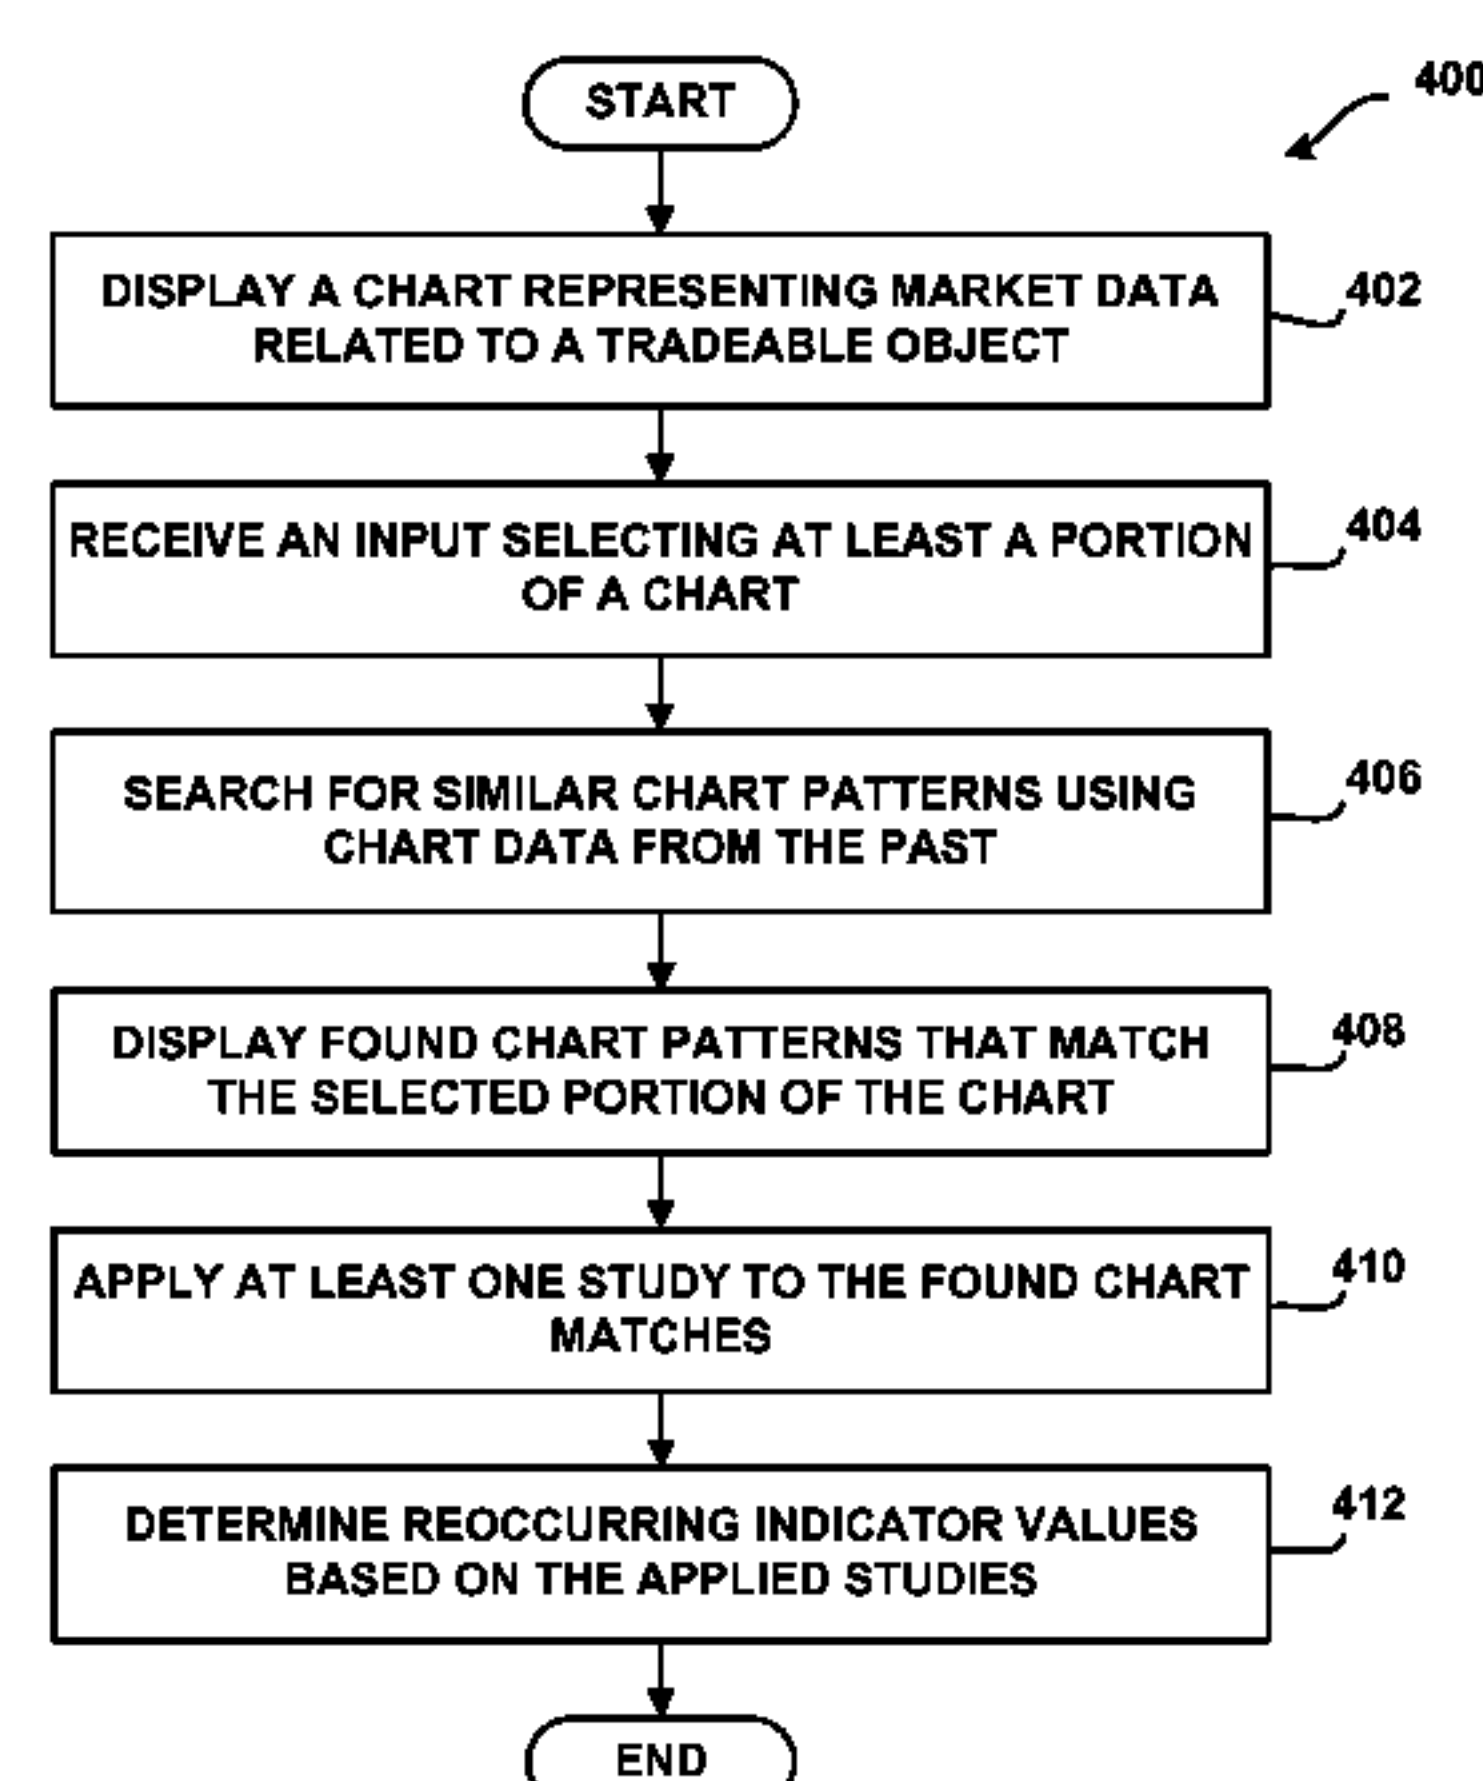 START
400
DISPLAY A CHART REPRESENTING MARKET DATA
RELATED TO A TRADEABLE OBJECT
402
RECEIVE AN INPUT SELECTING AT LEAST A PORTION
OF A CHART
404
SEARCH FOR SIMILAR CHART PATTERNS USING
CHART DATA FROM THE PAST
406
DISPLAY FOUND CHART PATTERNS THAT MATCH
THE SELECTED PORTION OF THE CHART
408
APPLY AT LEAST ONE STUDY TO THE FOUND CHART
MATCHES
410
DETERMINE REOCCURRING INDICATOR VALUES
BASED ON THE APPLIED STUDIES
412
END